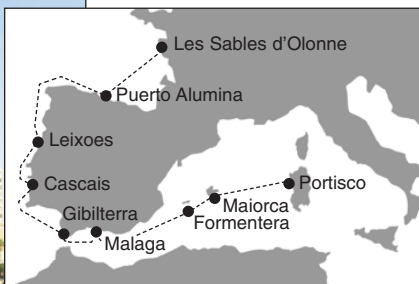 Les Sables d'Olonne
Puerto Alumina
Leixoes
Cascais
Gibilterra
Malaga
Maiorca
Formentera
Portisco